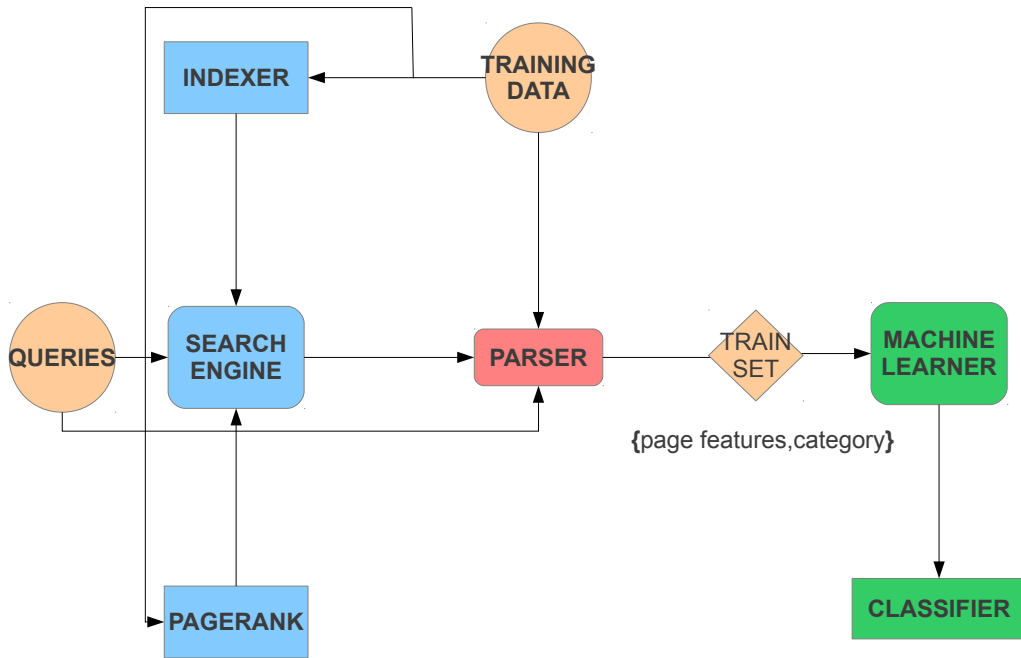 TRAINING
DATA
INDEXER
QUERIES
SEARCH
ENGINE
PARSER
TRAIN
SET
MACHINE
LEARNER
{page features,category}
PAGERANK
CLASSIFIER